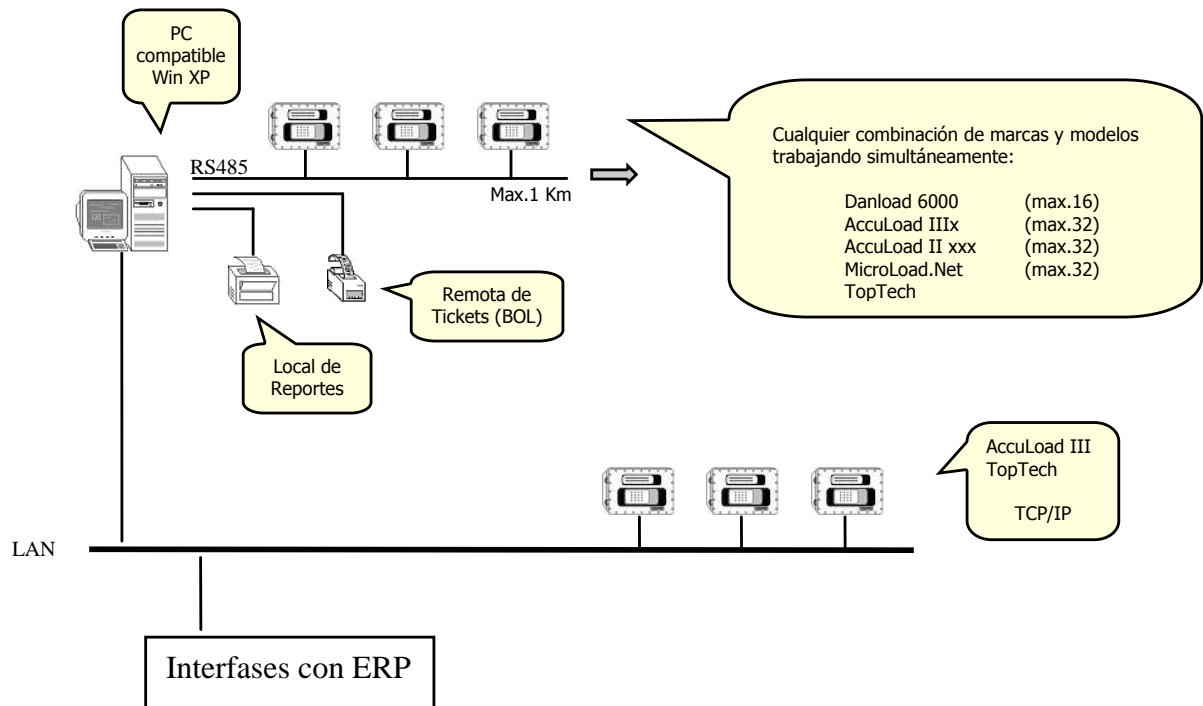 PC
compatible
Win XP
RS485
Max.1 Km
Cualquier combinación de marcas y modelos
trabajando simultáneamente:
Danload 6000 (max.16)
AccuLoad IIIx (max.32)
AccuLoad II xxx (max.32)
MicroLoad.Net (max.32)
TopTech
Remota de
Tickets (BOL)
Local de
Reportes
AccuLoad III
TopTech
TCP/IP
LAN
Interfases con ERP